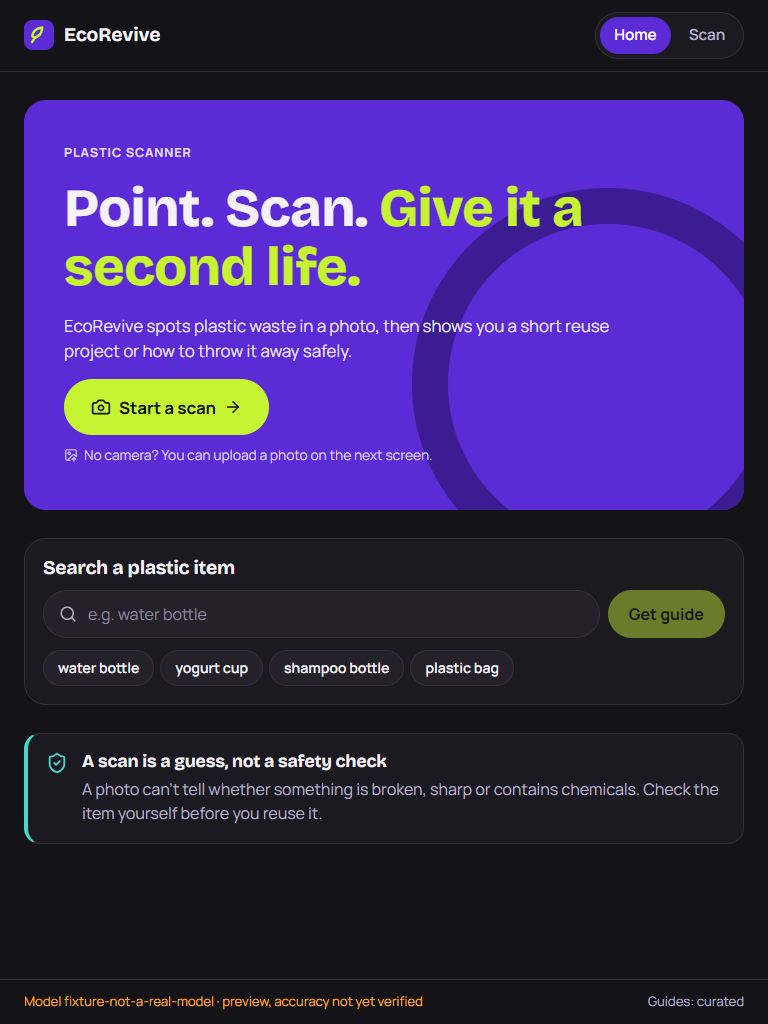 EcoRevive
Home
Scan
PLASTIC SCANNER
Point. Scan. Give it a
second life.
EcoRevive spots plastic waste in a photo, then shows you a short reuse
project or how to throw it away safely.
Start a scan
No camera? You can upload a photo on the next screen.
Search a plastic item
e.g. water bottle
Get guide
water bottle
yogurt cup
shampoo bottle
plastic bag
A scan is a guess, not a safety check
A photo can't tell whether something is broken, sharp or contains chemicals. Check the
item yourself before you reuse it.
Model fixture-not-a-real-model · preview, accuracy not yet verified
Guides: curated